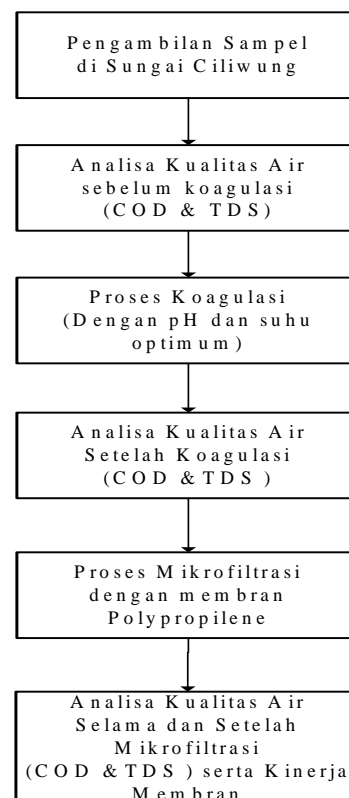 Pengambilan Sampel
di Sungai Ciliwung
Analisa Kualitas Air
sebelum koagulasi
(COD & TDS)
Proses Koagulasi
(Dengan pH dan suhu
optimum)
Analisa Kualitas Air
Setelah Koagulasi
(COD & TDS)
Proses Mikrofiltrasi
dengan membran
Polypropilene
Analisa Kualitas Air
Selama dan Setelah
Mikrofiltrasi
(COD & TDS ) serta Kinerja
Membran